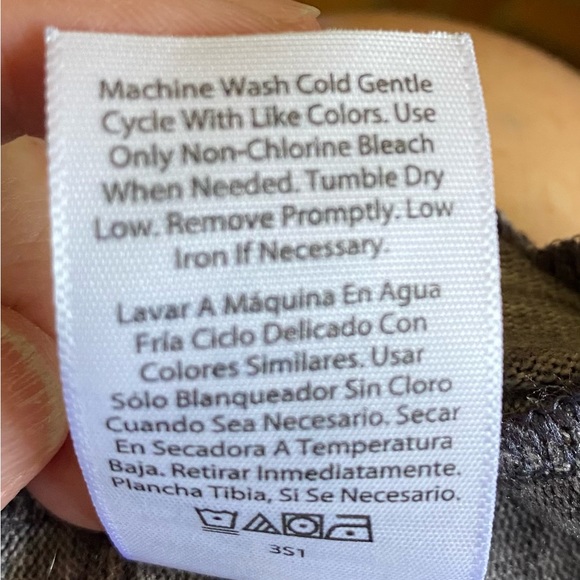 Machine Wash Cold Gentle
Cycle With Like Colors. Use
Only Non-Chlorine Bleach
When Needed. Tumble Dry
Low. Remove Promptly. Low
Iron If Necessary.
Lavar A Máquina En Agua
Fría Ciclo Delicado Con
Colores Similares. Usar
Sólo Blanqueador Sin Cloro
Cuando Sea Necesario. Secar
En Secadora A Temperatura
Baja. Retirar Inmediatamente.
Plancha Tibia, Si Se Necesario.
3S1